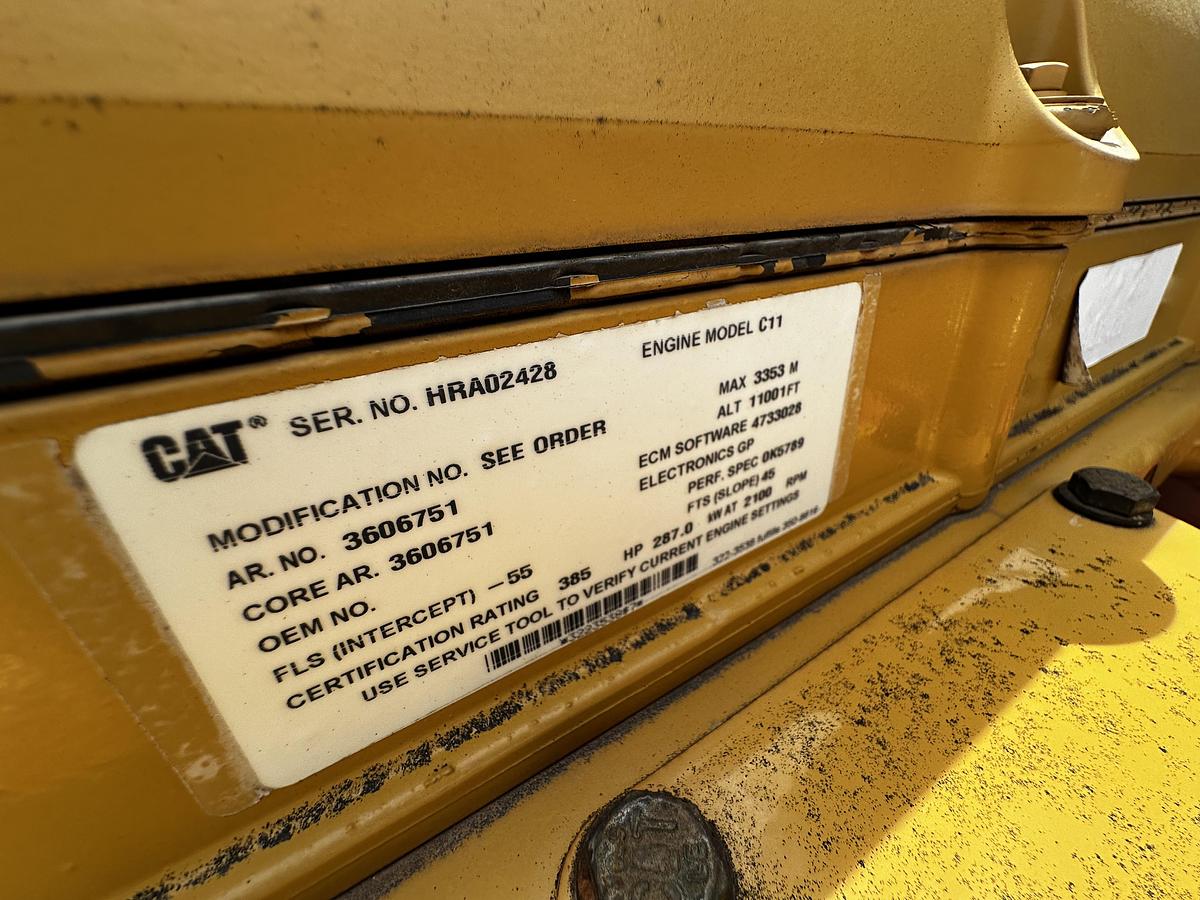 CAT® SER. NO. HRA02428 ENGINE MODEL C11
MODIFICATION NO. SEE ORDER MAX 3353 M
AR. NO. 3606751 ALT 11001FT
CORE AR. 3606751 ECM SOFTWARE 4733028
OEM NO. ELECTRONICS GP
FLS (INTERCEPT) -55 PERF. SPEC 0K5789
FTS (SLOPE) 45
CERTIFICATION RATING 385 HP 287.0 kW AT 2100 RPM
USE SERVICE TOOL TO VERIFY CURRENT ENGINE SETTINGS